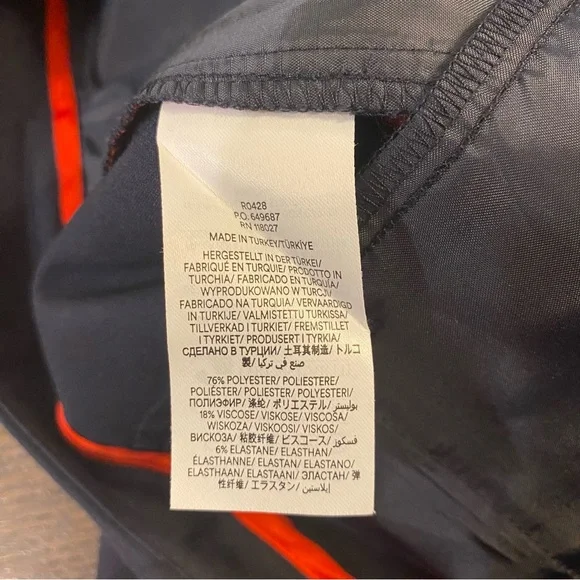 R0428
P.O. 649687
RN 118027
MADE IN TURKEY/TÜRKİYE
HERGESTELLT IN DER TÜRKEI/
FABRIQUÉ EN TURQUIE/ PRODOTTO IN
TURCHIA/ FABRICADO EN TURQUÍA/
WYPRODUKOWANO W TURCJI/
FABRICADO NA TURQUIA/ VERVAARDIGD
IN TURKIJE/ VALMISTETTU TURKISSA/
TILLVERKAD I TURKIET/ FREMSTILLET
I TYRKIET/ PRODUSERT I TYRKIA/
СДЕЛАНО В ТУРЦИИ/ 土耳其制造/ トルコ
製/ صنع في تركيا
76% POLYESTER/ POLIESTERE/
POLIÉSTER/ POLIESTER/ POLYESTERI/
ПОЛИЭФИР/ 涤纶/ ポリエステル/ بوليستر
18% VISCOSE/ VISKOSE/ VISCOSA/
WISKOZA/ VISKOOSI/ VISKOS/
ВИСКОЗА/ 粘胶纤维/ ビスコース/ فسكوز
6% ELASTANE/ ELASTHAN/
ÉLASTHANNE/ ELASTAN/ ELASTANO/
ELASTHAAN/ ELASTAANI/ ЭЛАСТАН/ 弹
性纤维/ エラスタン/ إيلاستين